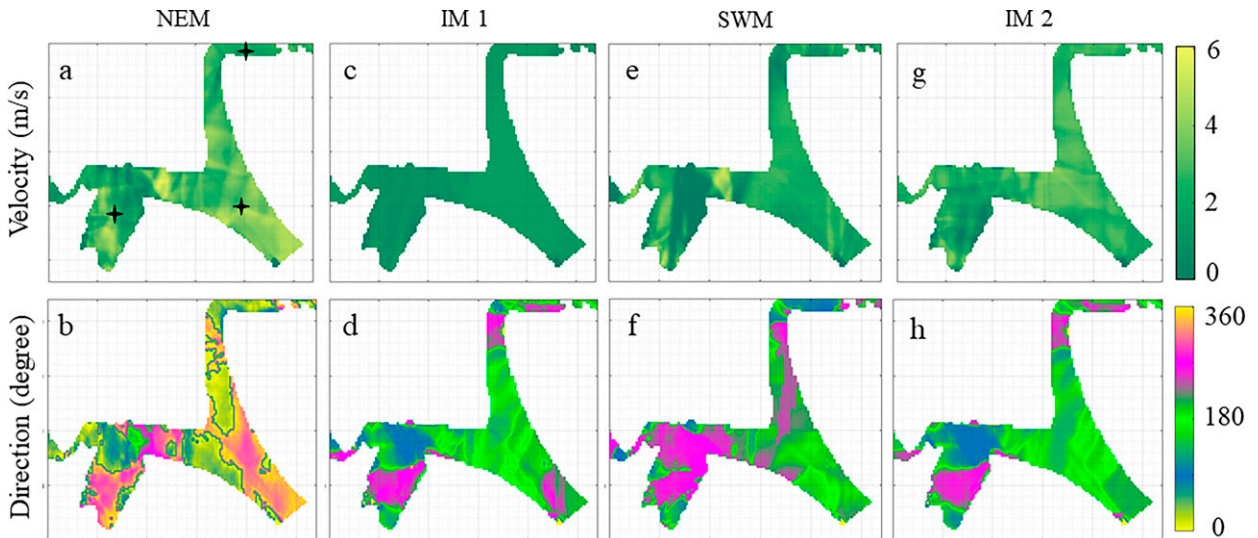 NEM IM 1 SWM IM 2
Velocity (m/s)
a c e g
6
4
2
0
Direction (degree)
b d f h
360
180
0